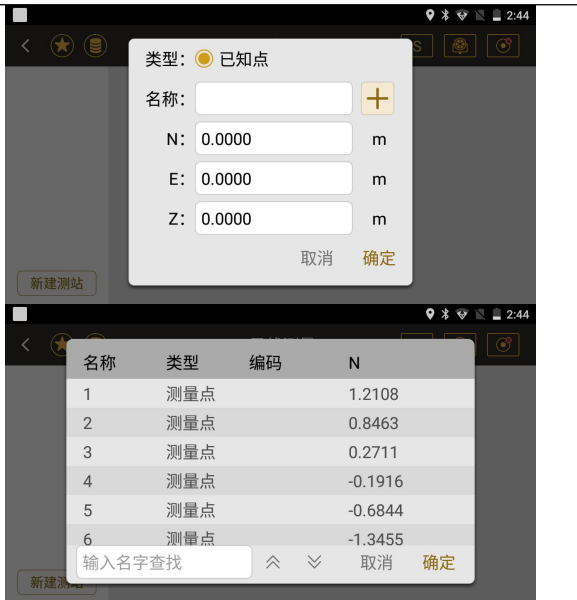 2:44
S
类型： 已知点
名称：
N： 0.0000 m
E： 0.0000 m
Z： 0.0000 m
取消 确定
新建测站
2:44
名称 类型 编码 N
1 测量点 1.2108
2 测量点 0.8463
3 测量点 0.2711
4 测量点 -0.1916
5 测量点 -0.6844
6 测量点 -1.3455
输入名字查找 取消 确定
新建测